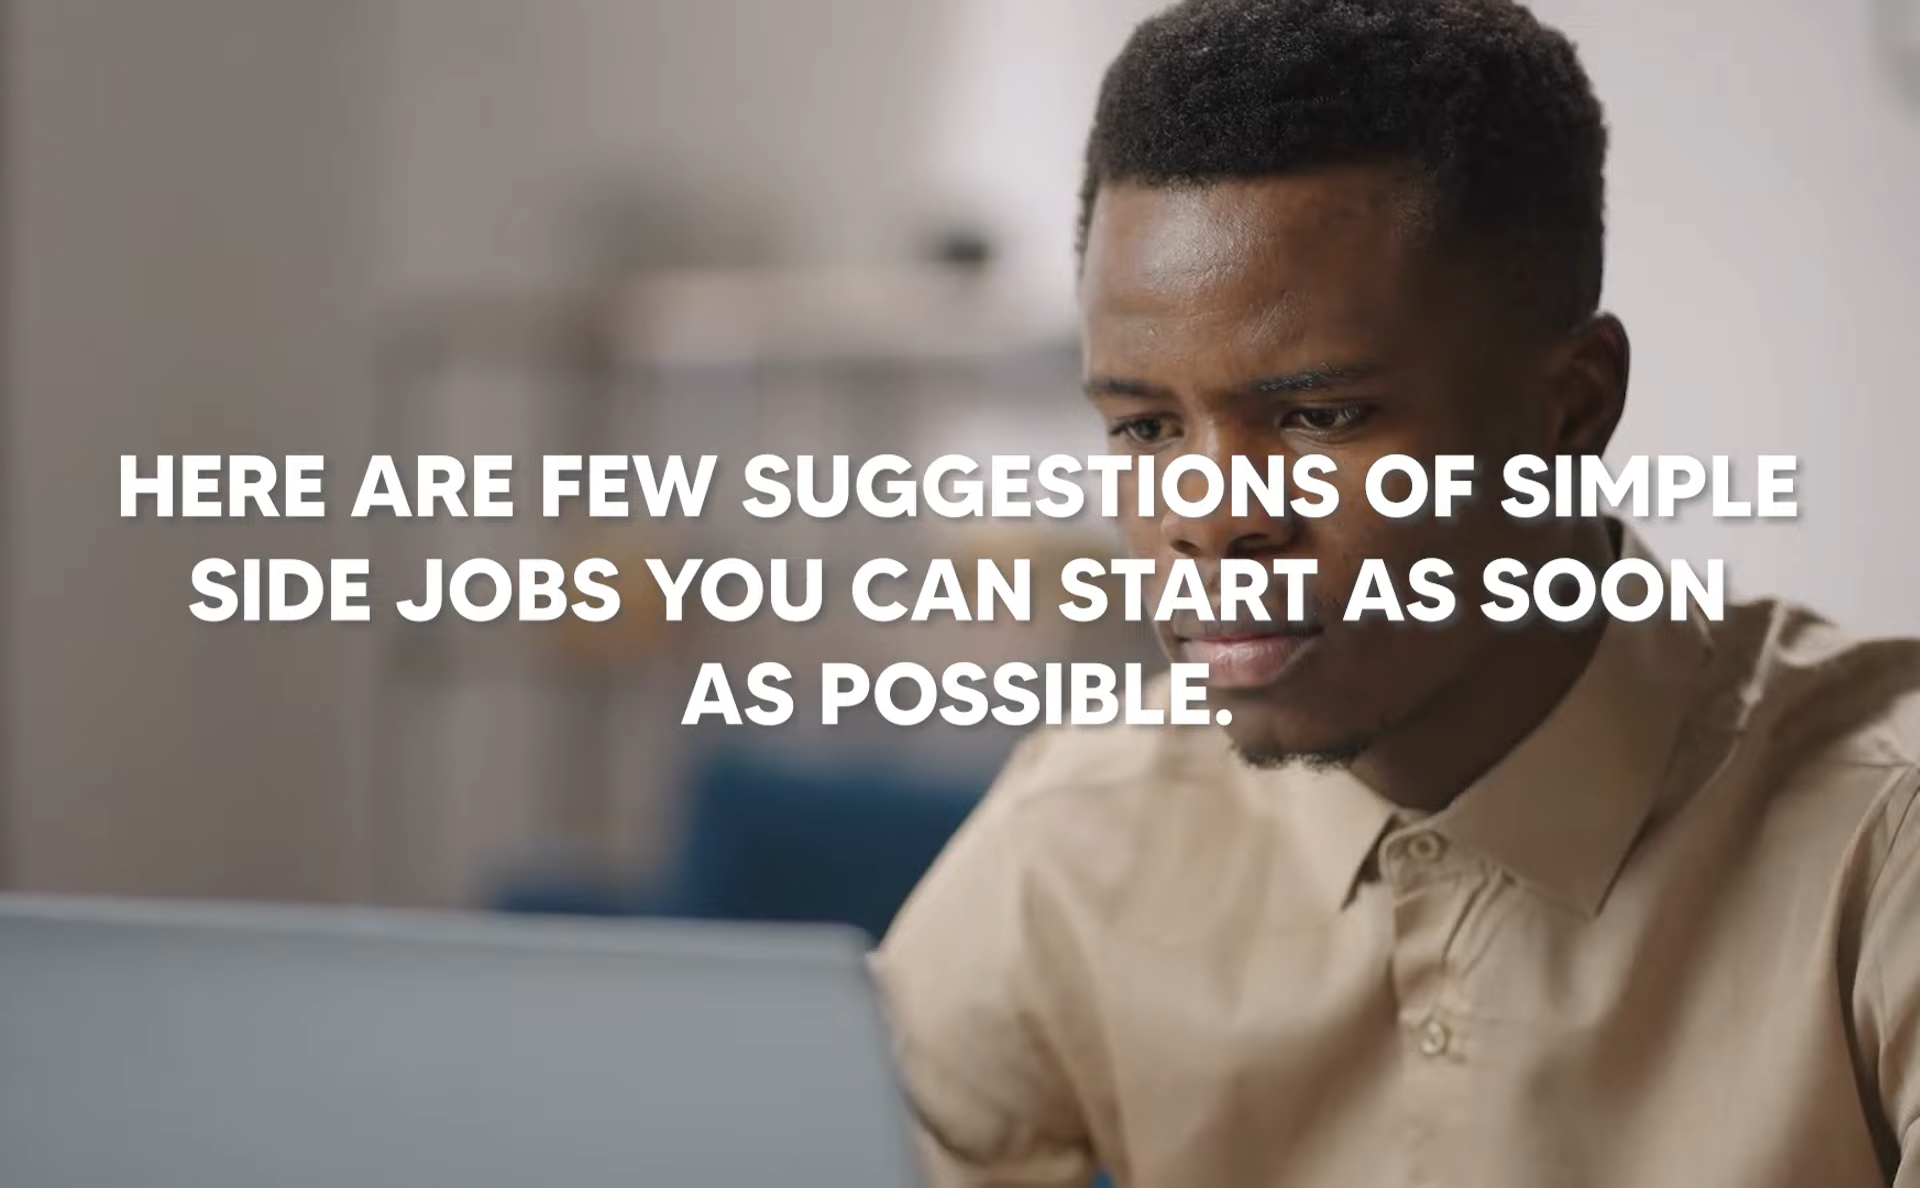 HERE ARE FEW SUGGESTIONS OF SIMPLE
SIDE JOBS YOU CAN START AS SOON
AS POSSIBLE.